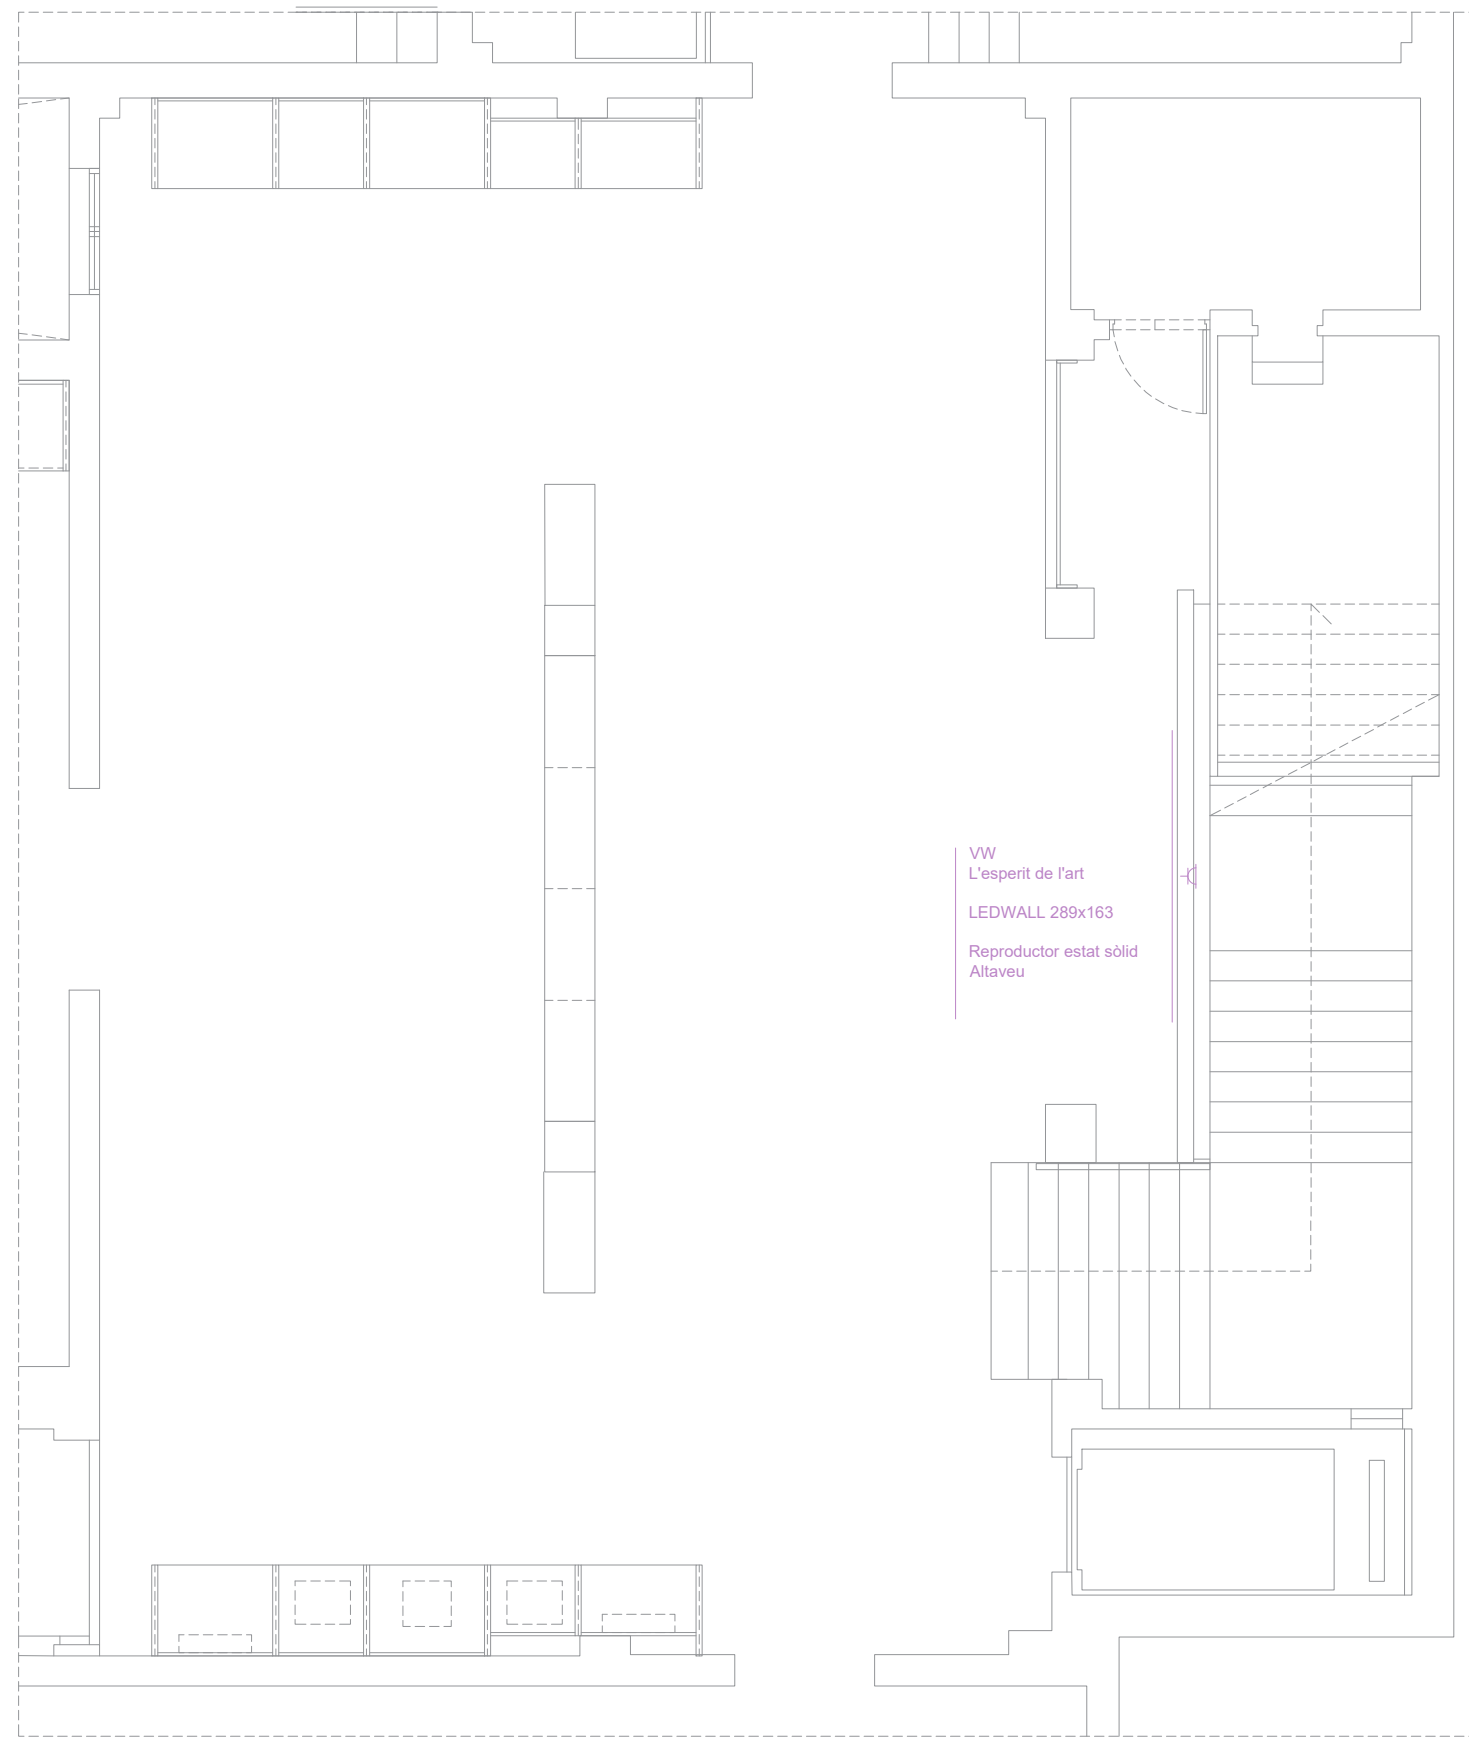 VW
L'esperit de l'art
LEDWALL 289x163
Reproductor estat sòlid
Altaveu